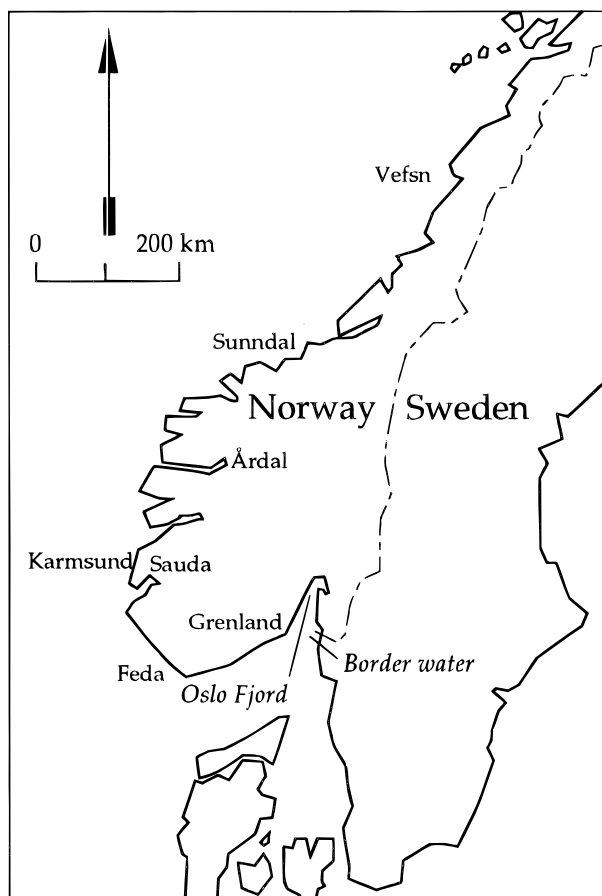 Vefsn
0 200 km
Sunndal
Norway Sweden
Årdal
Karmsund Sauda
Grenland
Border water
Feda
Oslo Fjord